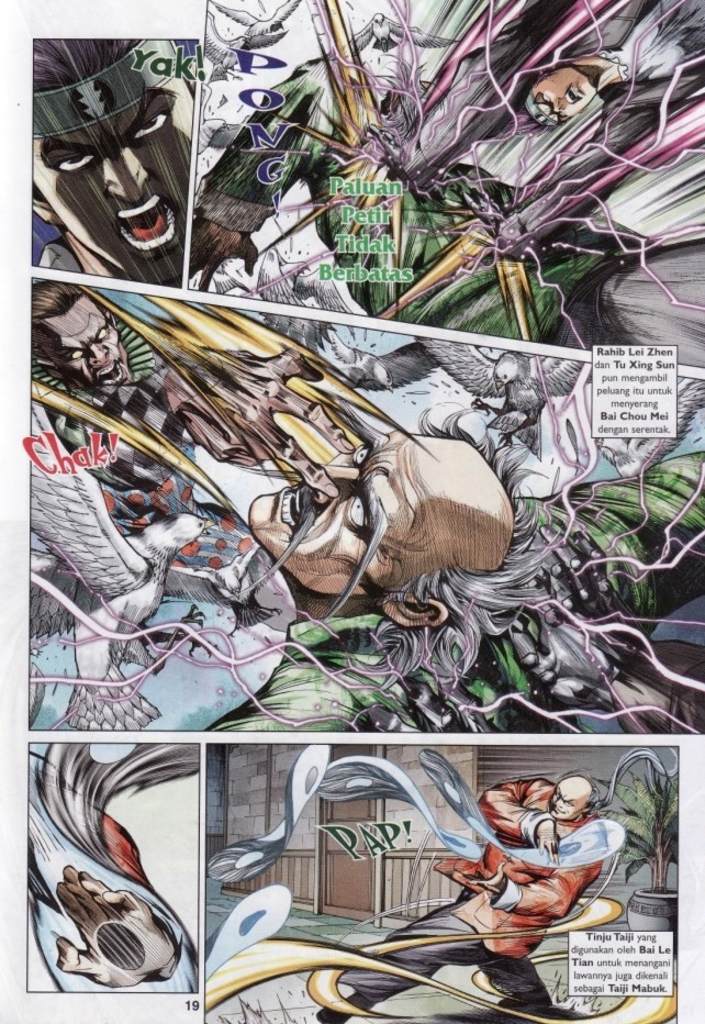 Yak!
PONG!
Paluan
Petir
Tidak
Berbatas
Rahib Lei Zhen
dan Tu Xing Sun
pun mengambil
peluang itu untuk
menyerang
Bai Chou Mei
dengan serentak.
Chak!
PAP!
Tinju Taiji yang
digunakan oleh Bai Le
Tian untuk menangani
lawannya juga dikenali
sebagai Taiji Mabuk.
19